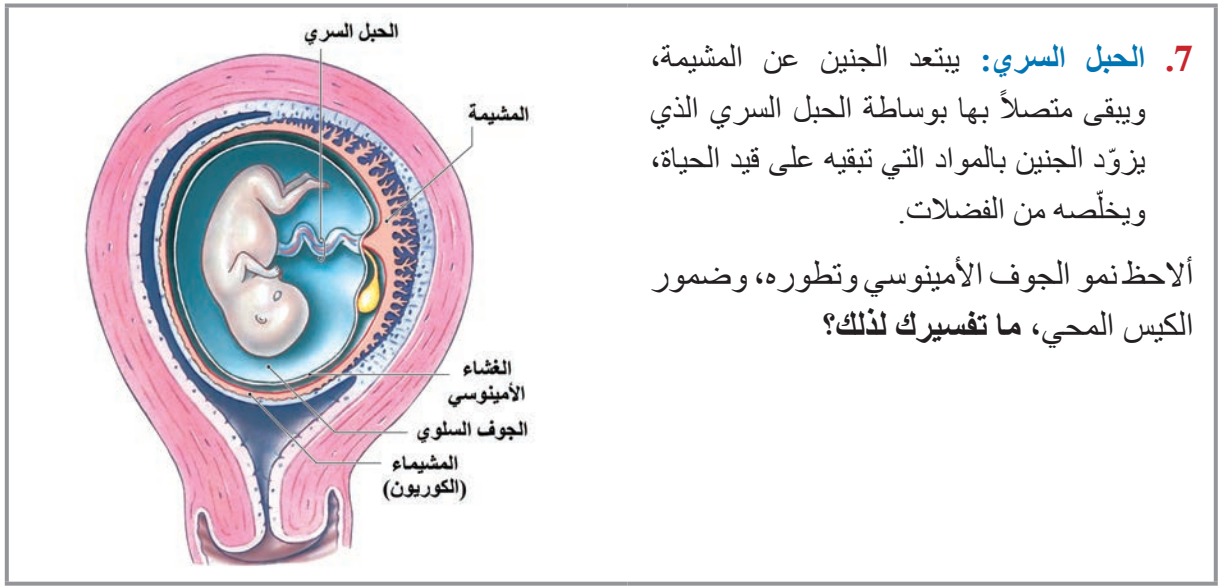 7. الحبل السري: يبتعد الجنين عن المشيمة،
ويبقى متصلاً بها بوساطة الحبل السري الذي
يزوّد الجنين بالمواد التي تبقيه على قيد الحياة،
ويخلّصه من الفضلات.
ألاحظ نمو الجوف الأمينوسي وتطوره، وضمور
الكيس المحي، ما تفسيرك لذلك؟
الحبل السري
المشيمة
الغشاء
الأمينوسي
الجوف السلوي
المشيماء
(الكوريون)